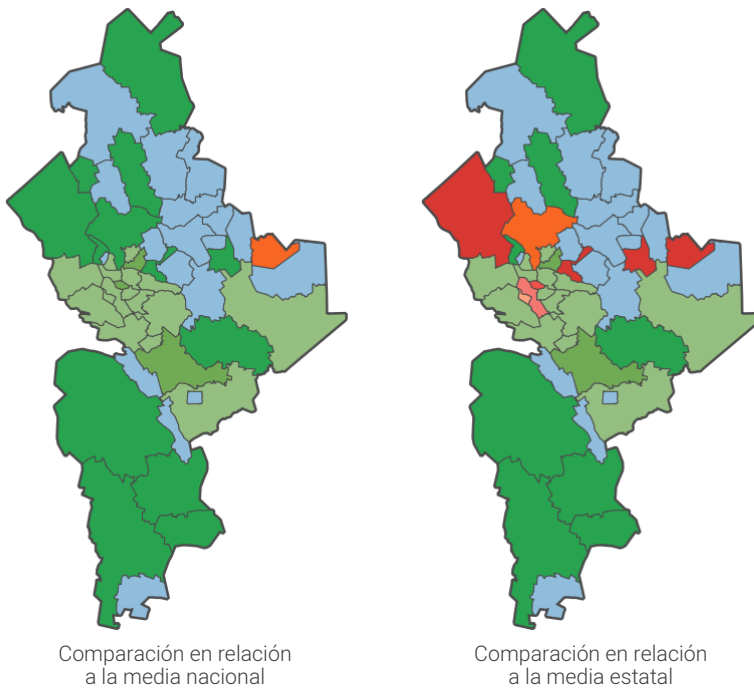 Comparación en relación
a la media nacional
Comparación en relación
a la media estatal